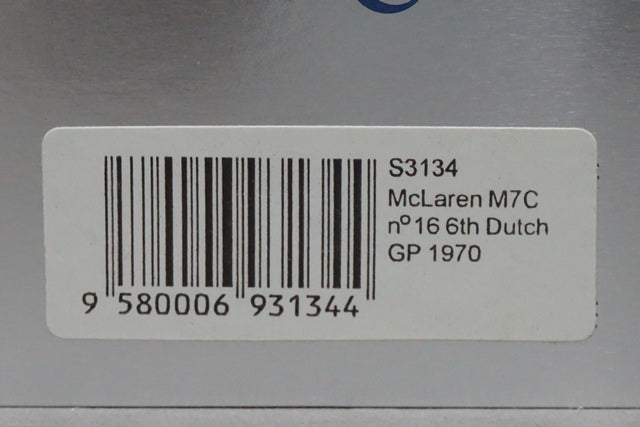 S3134
McLaren M7C
nº16 6th Dutch
GP 1970
9 580006 931344